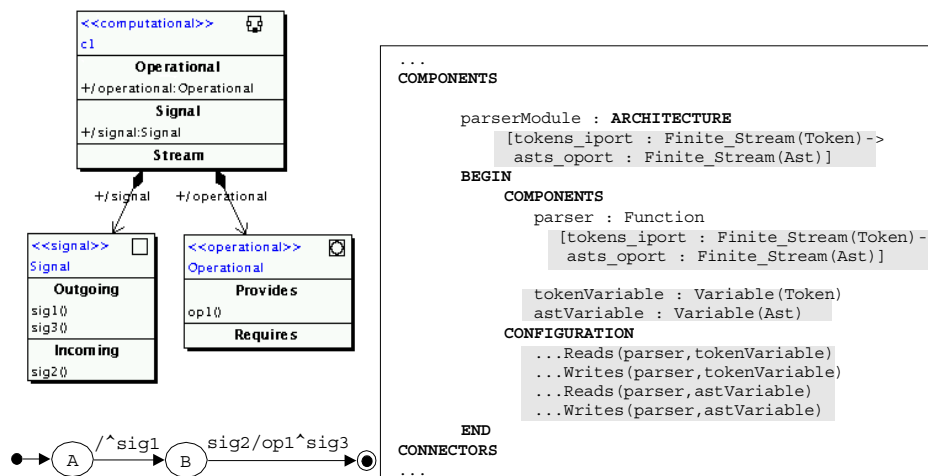 <<computational>>
c1
Operational
+/operational:Operational
Signal
+/signal:Signal
Stream
+/signal +/operational
<<signal>>
Signal
Outgoing
sig1()
sig3()
Incoming
sig2()
<<operational>>
Operational
Provides
op1()
Requires
A /^sig1 B sig2/op1^sig3
...
COMPONENTS
parserModule : ARCHITECTURE
[tokens_iport : Finite_Stream(Token)->
asts_oport : Finite_Stream(Ast)]
BEGIN
COMPONENTS
parser : Function
[tokens_iport : Finite_Stream(Token)-
asts_oport : Finite_Stream(Ast)]
tokenVariable : Variable(Token)
astVariable : Variable(Ast)
CONFIGURATION
...Reads(parser,tokenVariable)
...Writes(parser,tokenVariable)
...Reads(parser,astVariable)
...Writes(parser,astVariable)
END
CONNECTORS
...